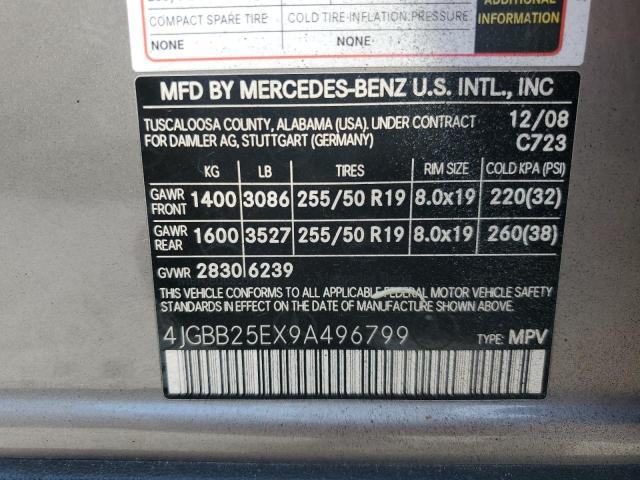 COMPACT SPARE TIRE COLD TIRE INFLATION PRESSURE
NONE NONE
ADDITIONAL
INFORMATION
MFD BY MERCEDES-BENZ U.S. INTL., INC
TUSCALOOSA COUNTY, ALABAMA (USA), UNDER CONTRACT 12/08
FOR DAIMLER AG, STUTTGART (GERMANY) C723
KG LB TIRES RIM SIZE COLD KPA (PSI)
GAWR FRONT 1400 3086 255/50 R19 8.0x19 220(32)
GAWR REAR 1600 3527 255/50 R19 8.0x19 260(38)
GVWR 2830 6239
THIS VEHICLE CONFORMS TO ALL APPLICABLE FEDERAL MOTOR VEHICLE SAFETY
STANDARDS IN EFFECT ON THE DATE OF MANUFACTURE SHOWN ABOVE.
4JGBB25EX9A496799 TYPE: MPV